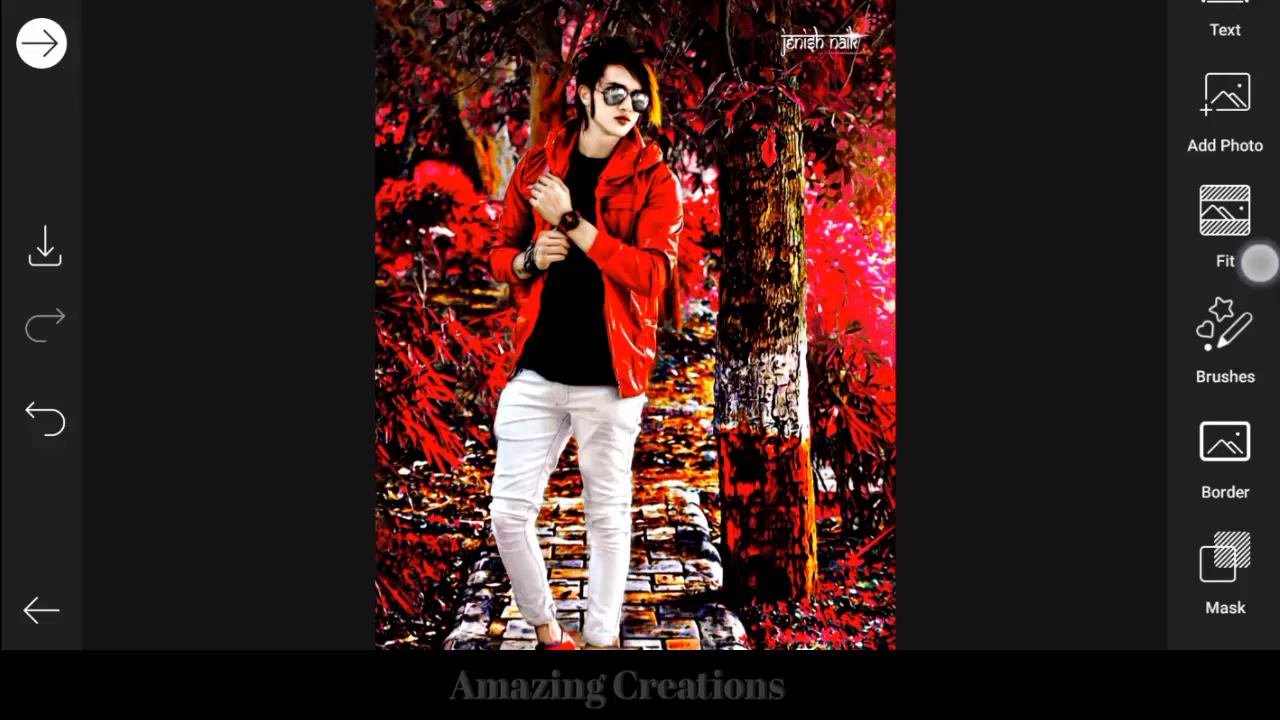 Text
jenish naik
Add Photo
Fit
Brushes
Border
Mask
Amazing Creations